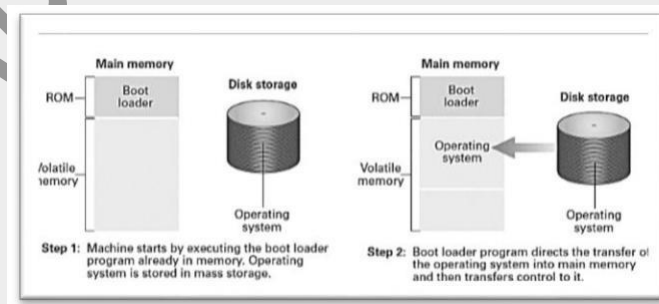 Main memory
ROM
Boot
loader
Disk storage
Operating
system
Step 1: Machine starts by executing the boot loader
program already in memory. Operating
system is stored in mass storage.
Main memory
ROM
Boot
loader
Disk storage
Operating
system
Volatile
memory
Operating
system
Step 2: Boot loader program directs the transfer of
the operating system into main memory
and then transfers control to it.